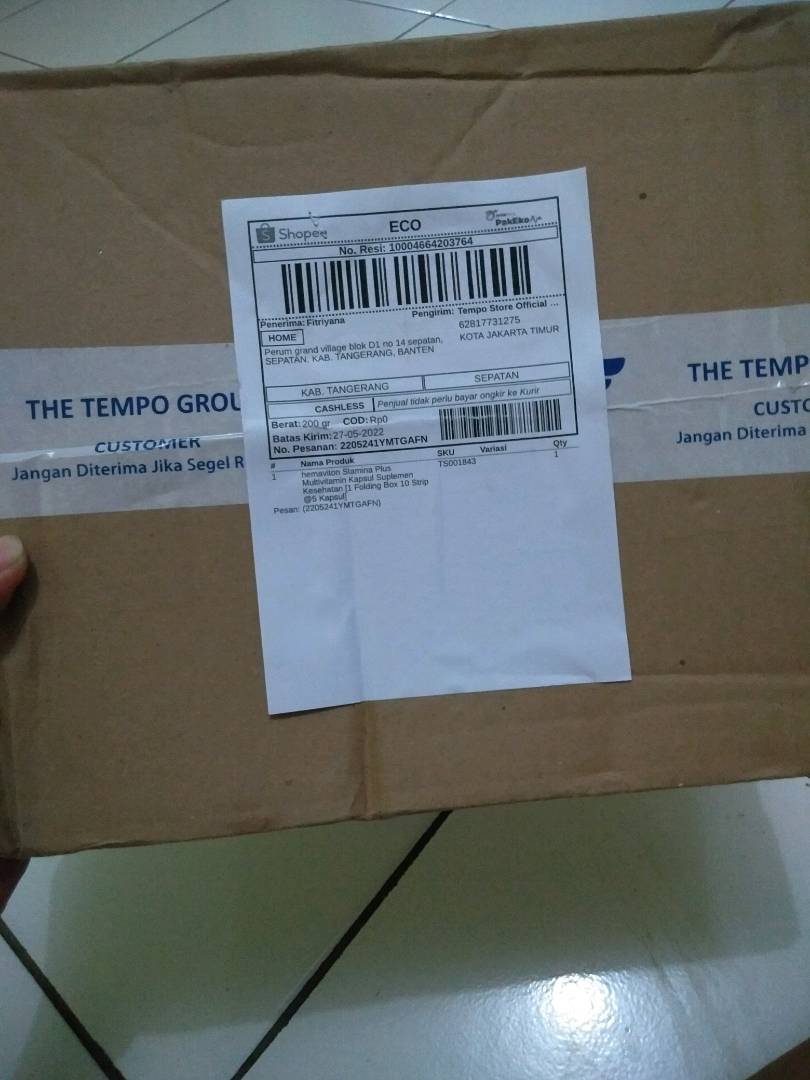 Shopee
ECO
PakEko
No. Resi: 10004664203764
Penerima: Fitriyana
Pengirim: Tempo Store Official ...
HOME
62817731275
KOTA JAKARTA TIMUR
Perum grand village blok D1 no 14 sepatan,
SEPATAN, KAB. TANGERANG, BANTEN
KAB. TANGERANG
SEPATAN
CASHLESS
Penjual tidak perlu bayar ongkir ke Kurir
Berat: 200 gr COD: Rp0
Batas Kirim: 27-05-2022
No. Pesanan: 2205241YMTGAFN
# Nama Produk SKU Variasi Qty
1 hemaviton Stamina Plus TS001843 1
Multivitamin Kapsul Suplemen
Kesehatan [1 Folding Box 10 Strip
@5 Kapsul]
Pesan: (2205241YMTGAFN)
THE TEMPO GROU
CUSTOMER
Jangan Diterima Jika Segel R
THE TEMP
CUSTO
Jangan Diterima